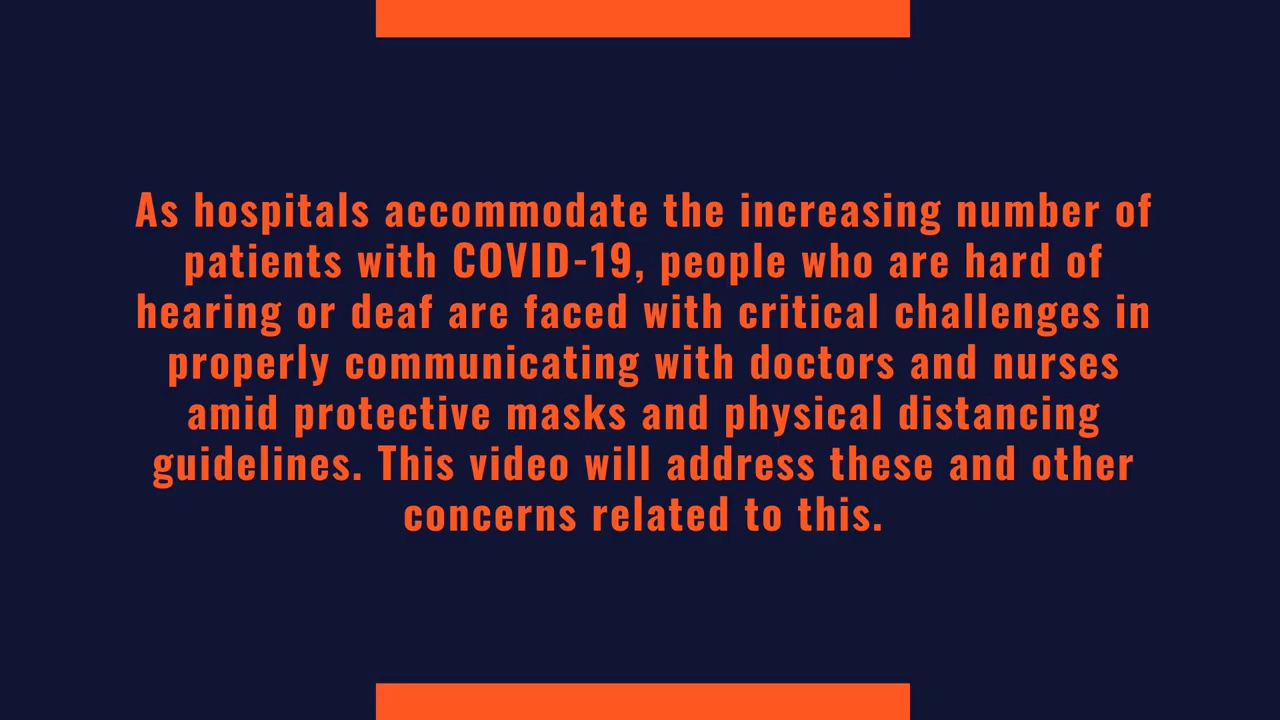 As hospitals accommodate the increasing number of
patients with COVID-19, people who are hard of
hearing or deaf are faced with critical challenges in
properly communicating with doctors and nurses
amid protective masks and physical distancing
guidelines. This video will address these and other
concerns related to this.